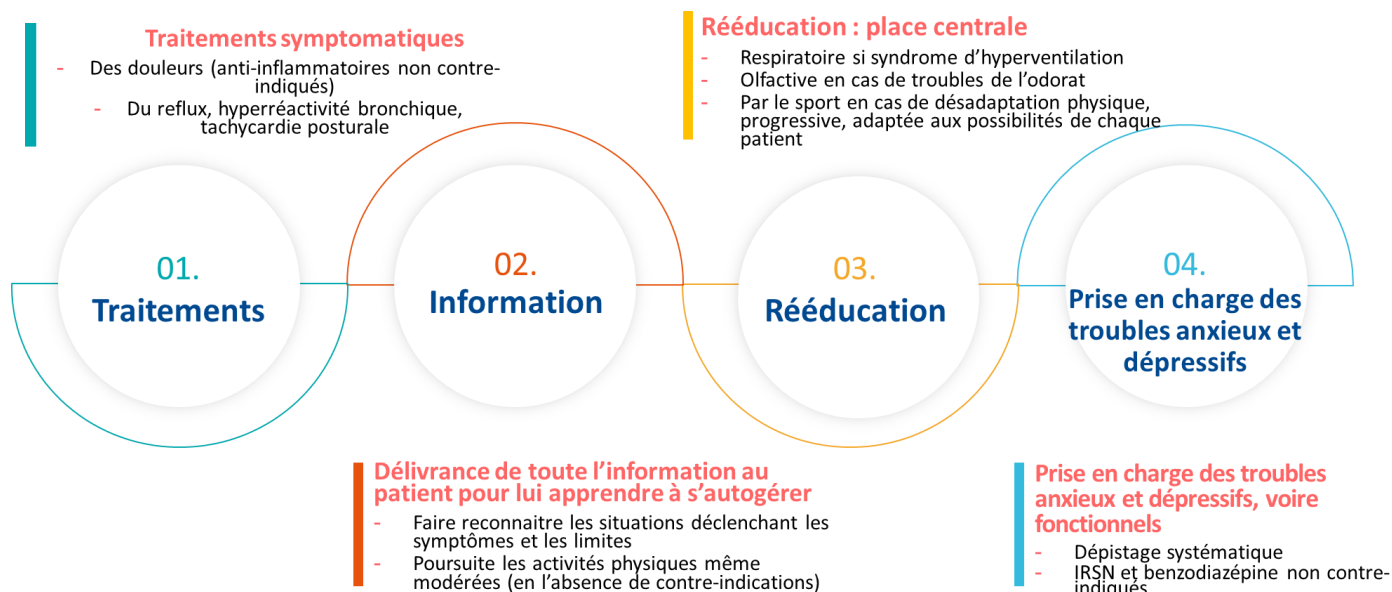 Traitements symptomatiques
- Des douleurs (anti-inflammatoires non contre-
indiqués)
- Du reflux, hyperréactivité bronchique,
tachycardie posturale
Rééducation : place centrale
- Respiratoire si syndrome d’hyperventilation
- Olfactive en cas de troubles de l’odorat
- Par le sport en cas de désadaptation physique,
progressive, adaptée aux possibilités de chaque
patient
01.
Traitements
02.
Information
03.
Rééducation
04.
Prise en charge des
troubles anxieux et
dépressifs
Délivrance de toute l’information au
patient pour lui apprendre à s’autogérer
- Faire reconnaitre les situations déclenchant les
symptômes et les limites
- Poursuite les activités physiques même
modérées (en l’absence de contre-indications)
Prise en charge des troubles
anxieux et dépressifs, voire
fonctionnels
- Dépistage systématique
- IRSN et benzodiazépine non contre-
indiqués